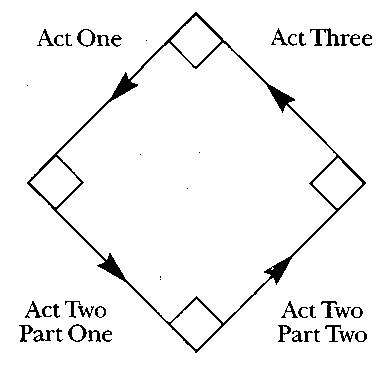 Act One
Act Three
Act Two
Part One
Act Two
Part Two